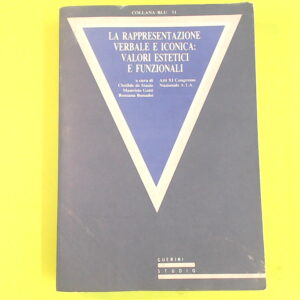 COLLANA BLU 31
LA RAPPRESENTAZIONE
VERBALE E ICONICA:
VALORI ESTETICI
E FUNZIONALI
a cura di
Clotilde de Stasio
Maurizio Gotti
Rossana Bonadei
Atti XI Congresso
Nazionale A.I.A.
GUERINI
STUDIO